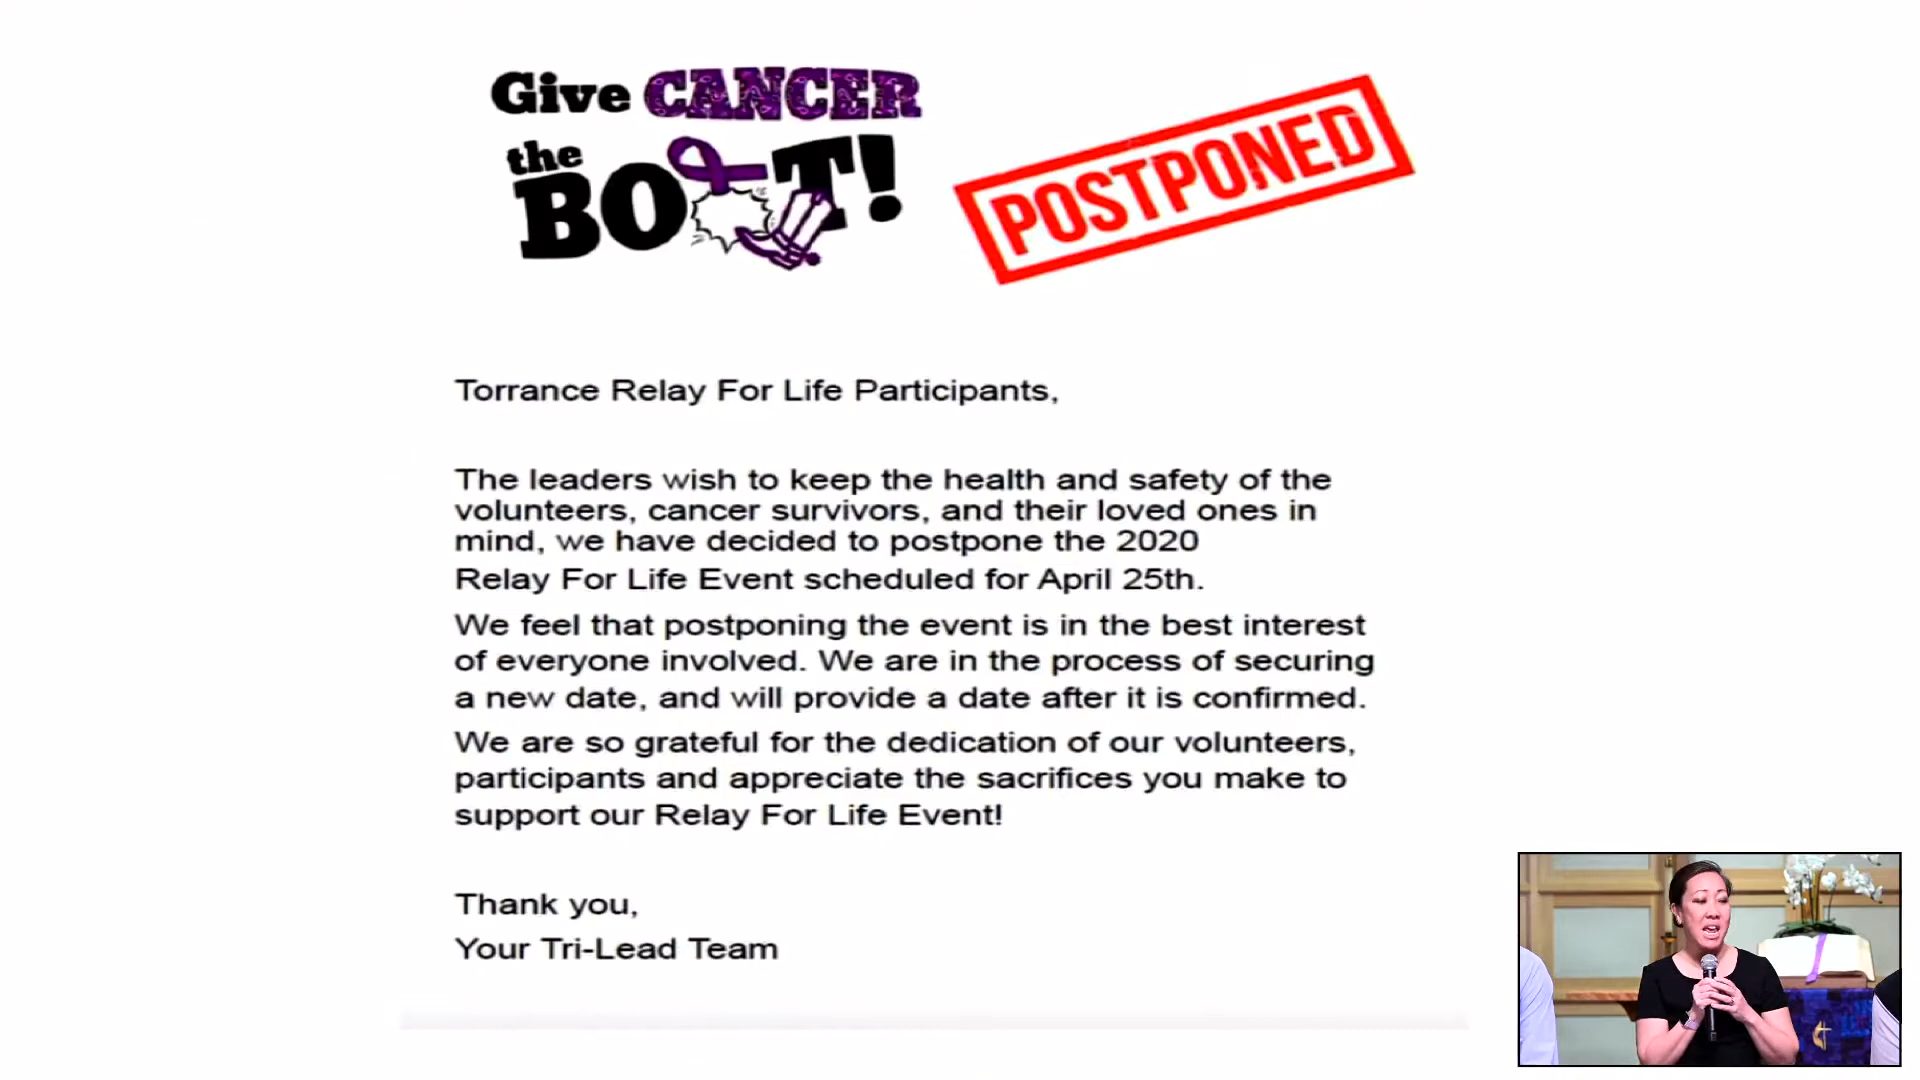 Give CANCER
the
BOOT!
POSTPONED
Torrance Relay For Life Participants,
The leaders wish to keep the health and safety of the
volunteers, cancer survivors, and their loved ones in
mind, we have decided to postpone the 2020
Relay For Life Event scheduled for April 25th.
We feel that postponing the event is in the best interest
of everyone involved. We are in the process of securing
a new date, and will provide a date after it is confirmed.
We are so grateful for the dedication of our volunteers,
participants and appreciate the sacrifices you make to
support our Relay For Life Event!
Thank you,
Your Tri-Lead Team